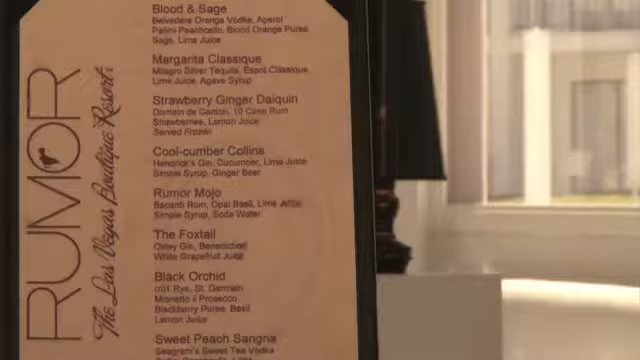 RUMOR
The Las Vegas Boutique Resort
Blood & Sage
Belvedere Orange Vodka, Aperol
Pallini Peachcello, Blood Orange Puree
Sage, Lime Juice
Margarita Classique
Milagro Silver Tequila, Esprit Classique
Lime Juice, Agave Syrup
Strawberry Ginger Daiquiri
Domain de Canton, 10 Cane Rum
Strawberries, Lemon Juice
Served Frozen
Cool-cumber Collins
Hendrick's Gin, Cucumber, Lime Juice
Simple Syrup, Ginger Beer
Rumor Mojo
Bacardi Rum, Opal Basil, Lime Juice
Simple Syrup, Soda Water
The Foxtail
Oxley Gin, Benedictine
White Grapefruit Juice
Black Orchid
Rye, St. Germain
Mionetto il Prosecco
Blackberry Puree, Basil
Lemon Juice
Sweet Peach Sangria
Seagram's Sweet Tea Vodka